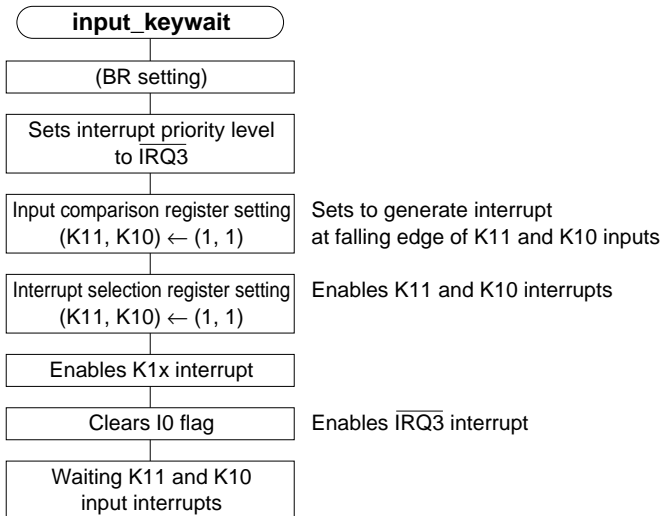 input_keywait
(BR setting)
Sets interrupt priority level
to I̅R̅Q̅3̅
Input comparison register setting
(K11, K10) ← (1, 1)
Sets to generate interrupt
at falling edge of K11 and K10 inputs
Interrupt selection register setting
(K11, K10) ← (1, 1)
Enables K11 and K10 interrupts
Enables K1x interrupt
Clears I0 flag
Enables I̅R̅Q̅3̅ interrupt
Waiting K11 and K10
input interrupts